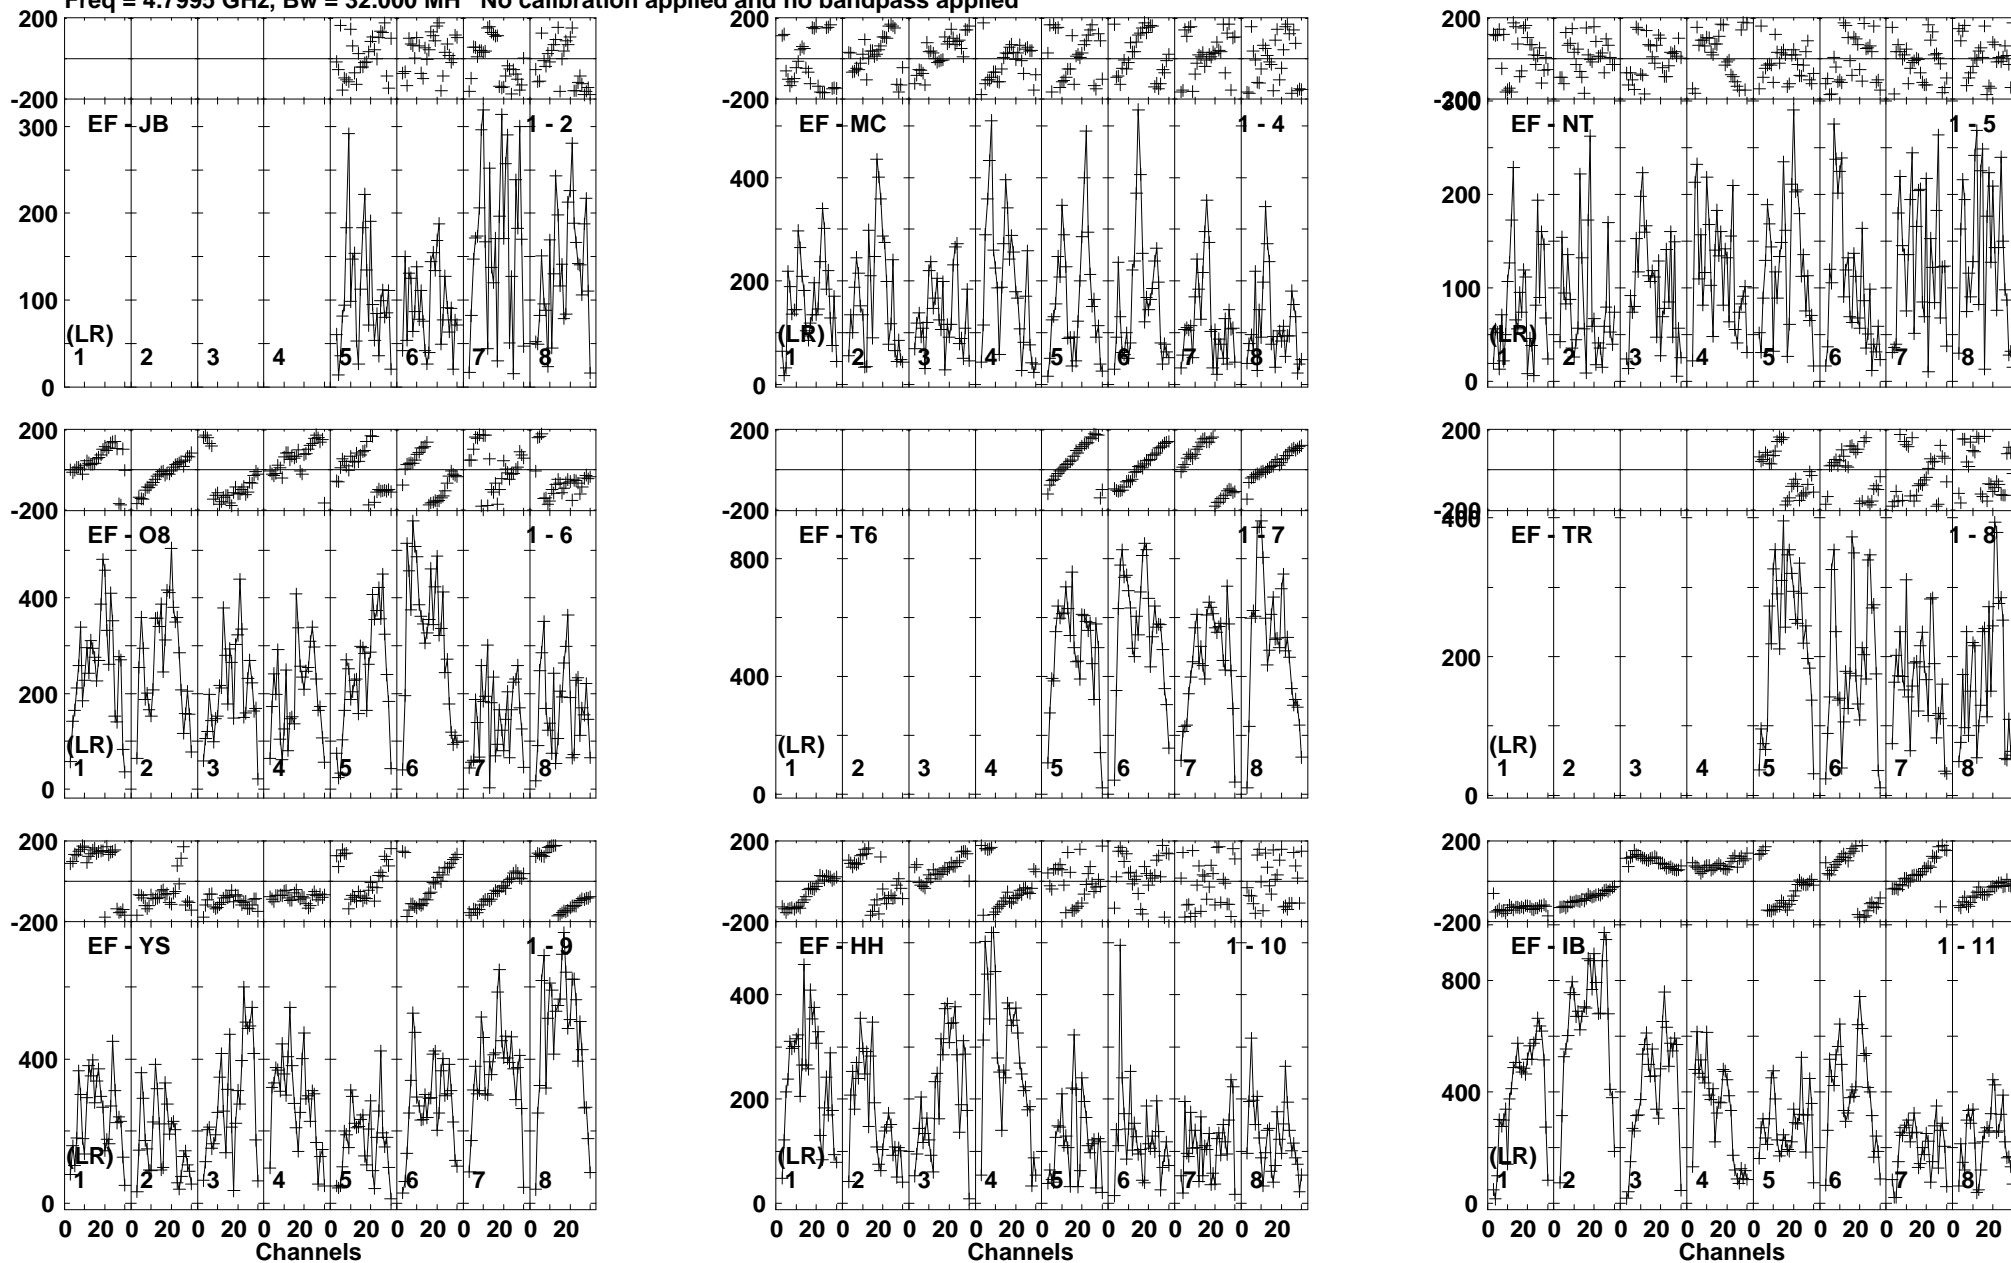 Freq = 4.7995 GHz, Bw = 32.000 MH No calibration applied and no bandpass applied
200
-200
EF - JB
1 - 2
300
200
100
0
(LR)
1 2 3 4 5 6 7 8
200
-200
EF - MC
1 - 4
400
200
0
(LR)
1 2 3 4 5 6 7 8
200
-200
300
EF - NT
1 - 5
200
100
0
(LR)
1 2 3 4 5 6 7 8
200
-200
EF - O8
1 - 6
400
200
0
(LR)
1 2 3 4 5 6 7 8
200
-200
EF - T6
1 - 7
800
400
0
(LR)
1 2 3 4 5 6 7 8
200
-200
400
EF - TR
1 - 8
200
0
(LR)
1 2 3 4 5 6 7 8
200
-200
EF - YS
1 - 9
400
0
(LR)
1 2 3 4 5 6 7 8
0 20 0 20 0 20 0 20 0 20 0 20 0 20 0 20
Channels
200
-200
EF - HH
1 - 10
400
200
0
(LR)
1 2 3 4 5 6 7 8
0 20 0 20 0 20 0 20 0 20 0 20 0 20 0 20
Channels
200
-200
EF - IB
1 - 11
800
400
0
(LR)
1 2 3 4 5 6 7 8
0 20 0 20 0 20 0 20 0 20 0 20 0 20 0 20
Channels